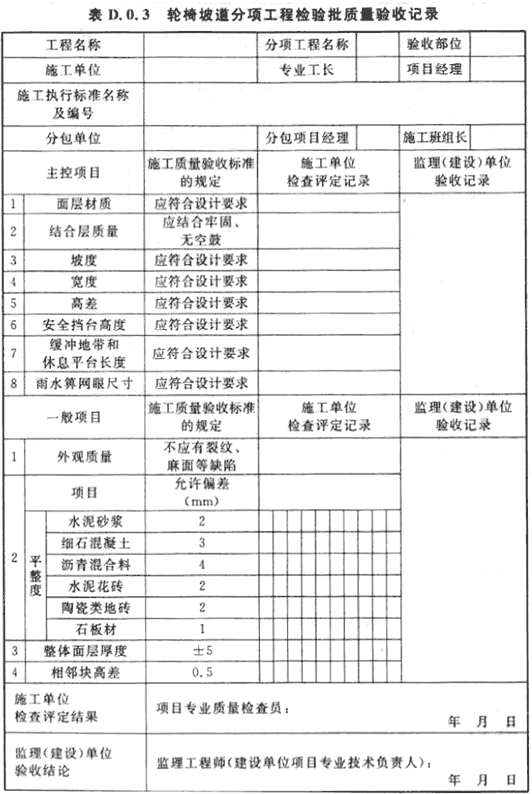 表 D.0.3 轮椅坡道分项工程检验批质量验收记录
工程名称 分项工程名称 验收部位
施工单位 专业工长 项目经理
施工执行标准名称
及编号
分包单位 分包项目经理 施工班组长
主控项目 施工质量验收标准的规定 施工单位检查评定记录 监理(建设)单位验收记录
1 面层材质 应符合设计要求
2 结合层质量 应结合牢固、无空鼓
3 坡度 应符合设计要求
4 宽度 应符合设计要求
5 高差 应符合设计要求
6 安全挡台高度 应符合设计要求
7 缓冲地带和休息平台长度 应符合设计要求
8 雨水箅网眼尺寸 应符合设计要求
一般项目 施工质量验收标准的规定 施工单位检查评定记录 监理(建设)单位验收记录
1 外观质量 不应有裂纹、麻面等缺陷
2 平整度 项目 允许偏差(mm)
水泥砂浆 2
细石混凝土 3
沥青混合料 4
水泥花砖 2
陶瓷类地砖 2
石板材 1
3 整体面层厚度 ±5
4 相邻块高差 0.5
施工单位
检查评定结果
项目专业质量检查员:
年 月 日
监理(建设)单位
验收结论
监理工程师(建设单位项目专业技术负责人):
年 月 日